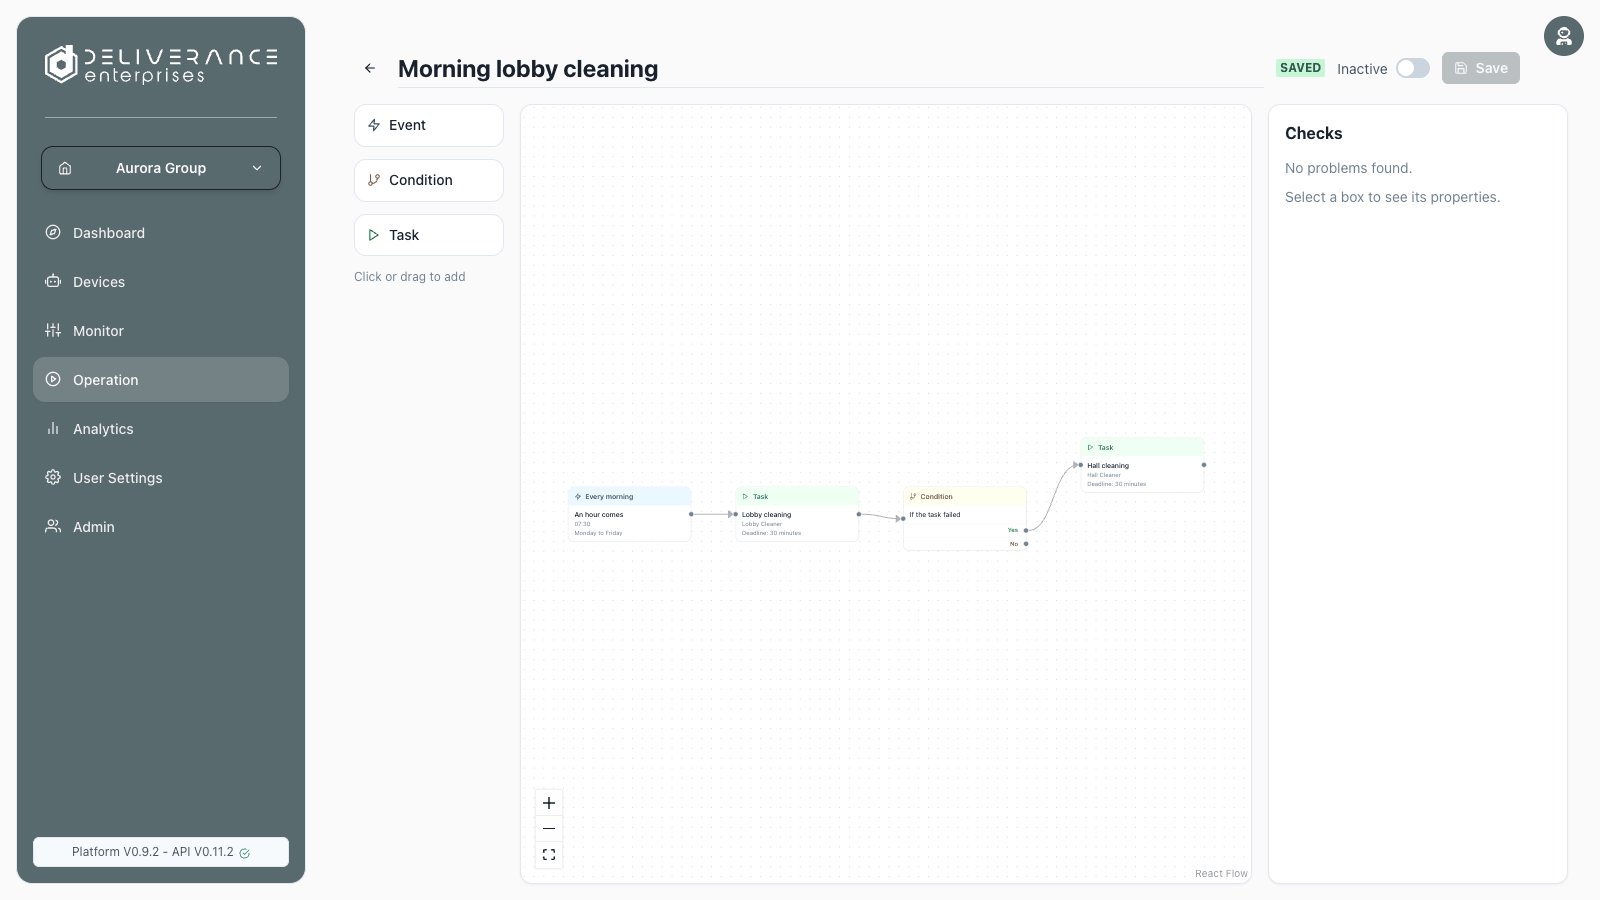 DELIVERANCE
enterprises
Aurora Group
Dashboard
Devices
Monitor
Operation
Analytics
User Settings
Admin
Platform V0.9.2 - API V0.11.2
Morning lobby cleaning
SAVED
Inactive
Save
Event
Condition
Task
Click or drag to add
Every morning
An hour comes
07:30
Monday to Friday
Task
Lobby cleaning
Lobby Cleaner
Deadline: 30 minutes
Condition
If the task failed
Yes
No
Task
Hall cleaning
Hall Cleaner
Deadline: 30 minutes
React Flow
Checks
No problems found.
Select a box to see its properties.